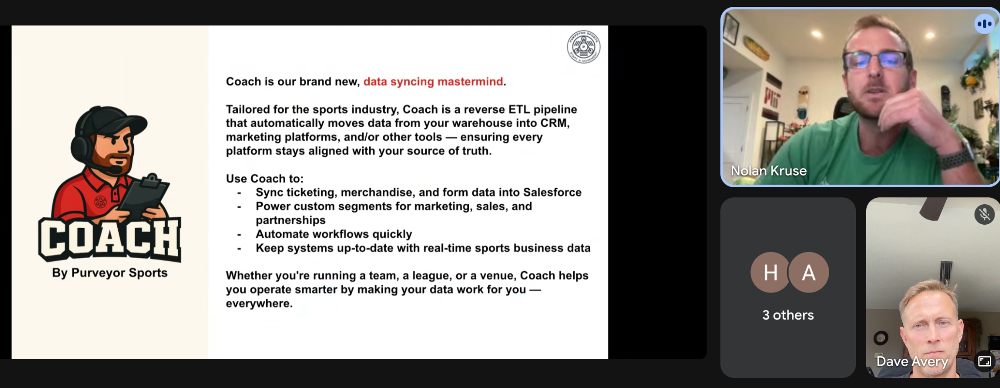 PURVEYOR SPORTS
START A MOVEMENT
P
Coach is our brand new, data syncing mastermind.
Tailored for the sports industry, Coach is a reverse ETL pipeline
that automatically moves data from your warehouse into CRM,
marketing platforms, and/or other tools — ensuring every
platform stays aligned with your source of truth.
Use Coach to:
- Sync ticketing, merchandise, and form data into Salesforce
- Power custom segments for marketing, sales, and
partnerships
- Automate workflows quickly
- Keep systems up-to-date with real-time sports business data
Whether you're running a team, a league, or a venue, Coach helps
you operate smarter by making your data work for you —
everywhere.
COACH
By Purveyor Sports
Nolan Kruse
H A
3 others
Dave Avery